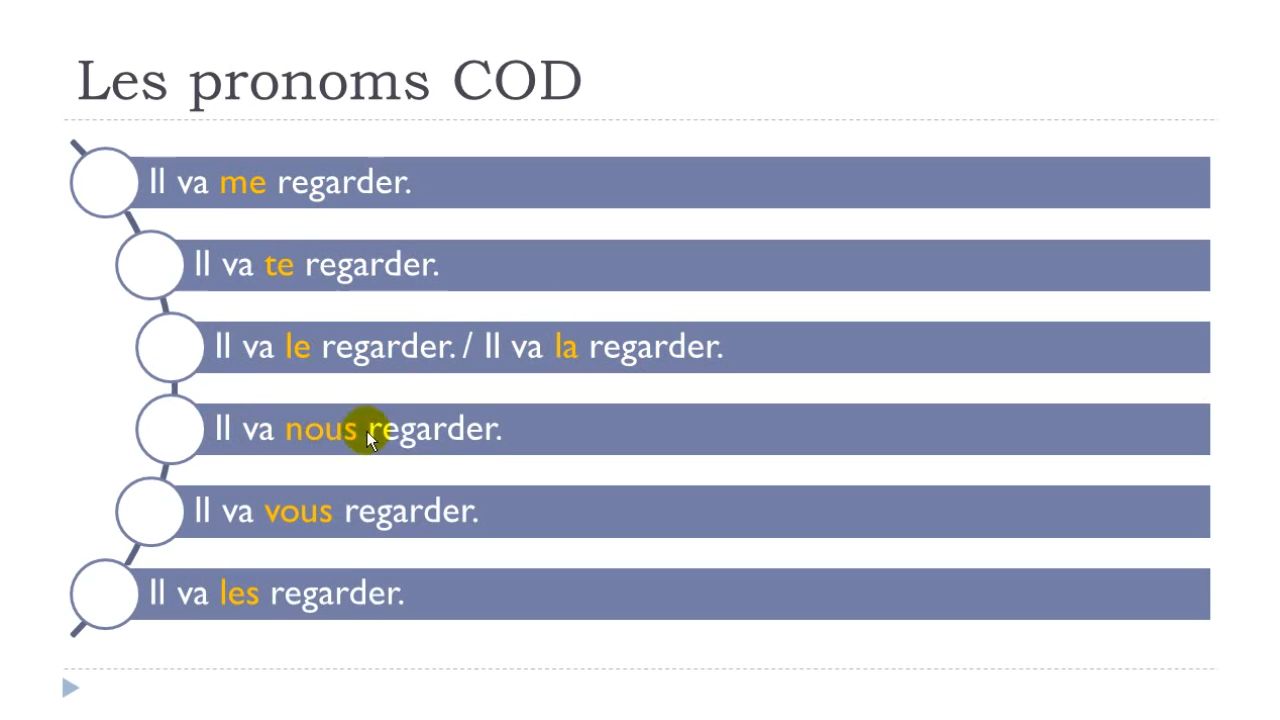 Les pronoms COD
Il va me regarder.
Il va te regarder.
Il va le regarder. / Il va la regarder.
Il va nous regarder.
Il va vous regarder.
Il va les regarder.